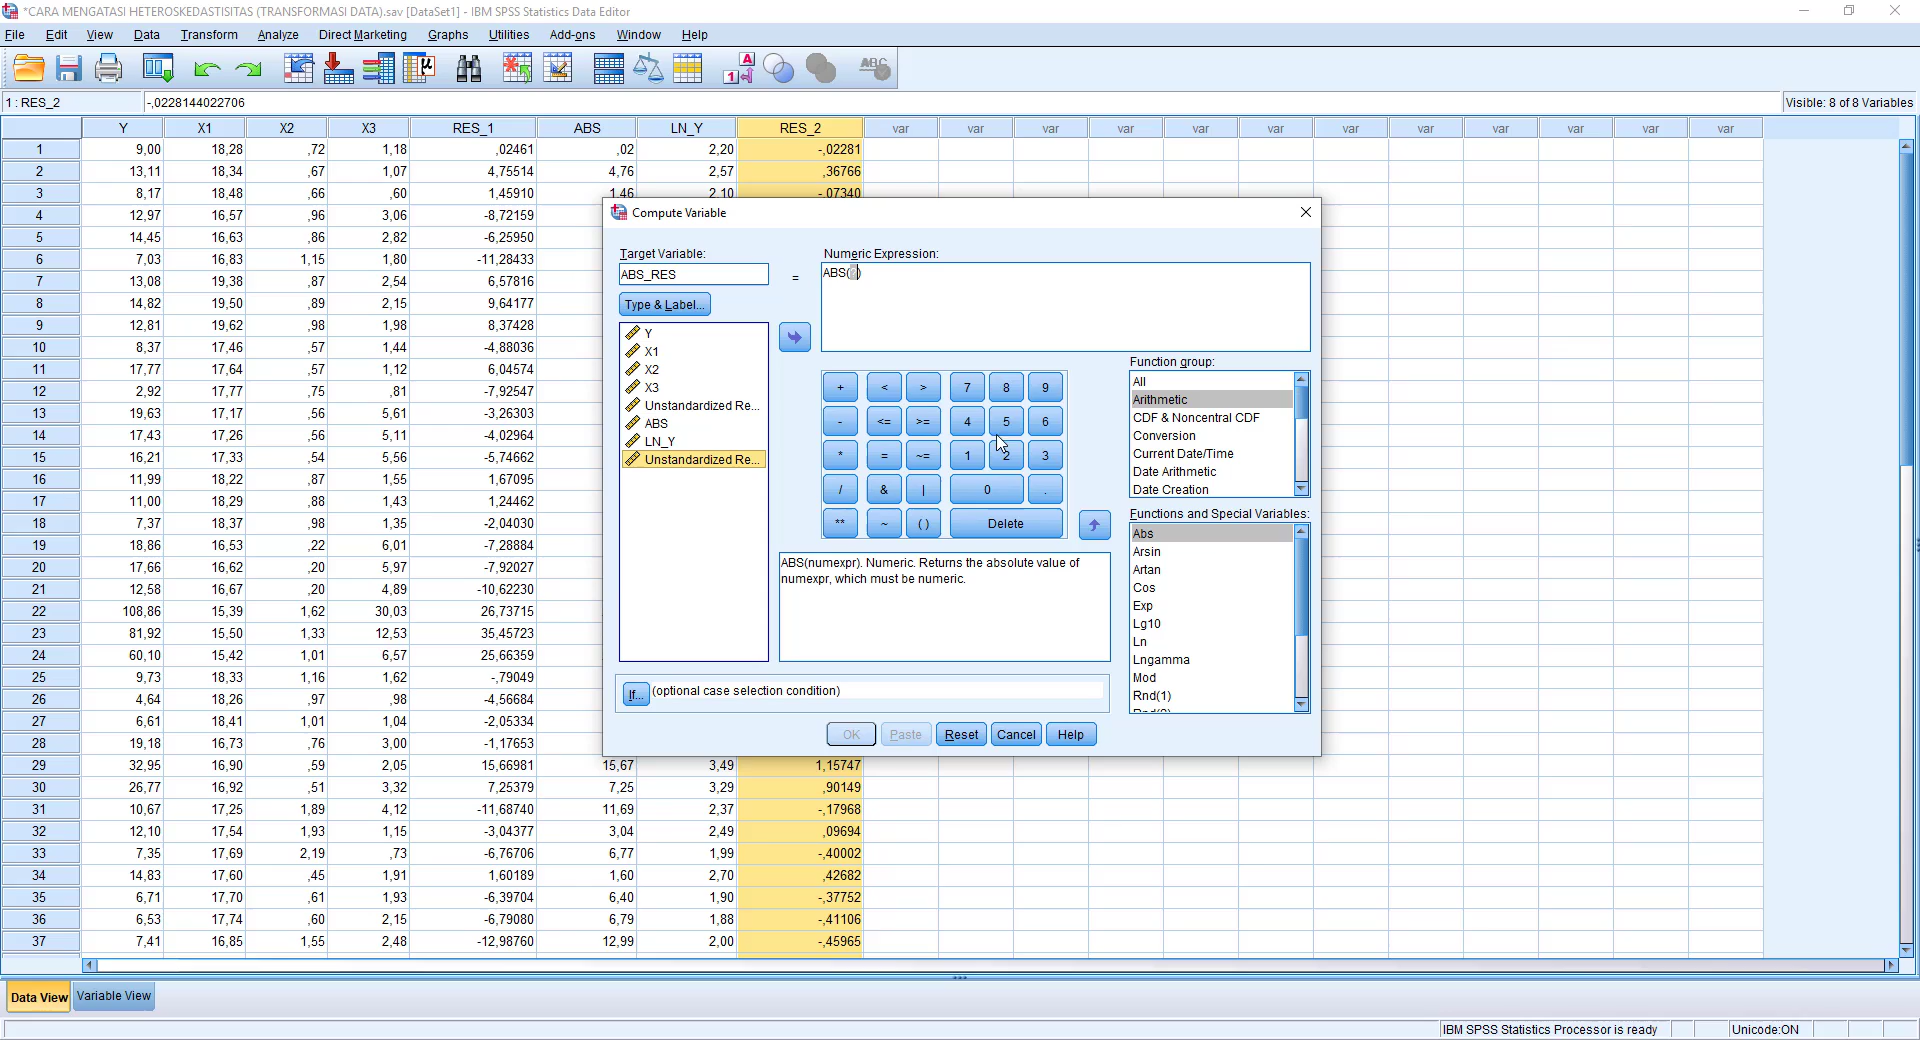 *CARA MENGATASI HETEROSKEDASTISITAS (TRANSFORMASI DATA).sav [DataSet1] - IBM SPSS Statistics Data Editor
File Edit View Data Transform Analyze Direct Marketing Graphs Utilities Add-ons Window Help
1 : RES_2 -,0228144022706 Visible: 8 of 8 Variables
Y X1 X2 X3 RES_1 ABS LN_Y RES_2 var var var var var var var var var var var var
1 9,00 18,28 ,72 1,18 ,02461 ,02 2,20 -,02281
2 13,11 18,34 ,67 1,07 4,75514 4,76 2,57 ,36766
3 8,17 18,48 ,66 ,60 1,45910 1,46 2,10 -,07340
4 12,97 16,57 ,96 3,06 -8,72159
5 14,45 16,63 ,86 2,82 -6,25950
6 7,03 16,83 1,15 1,80 -11,28433
7 13,08 19,38 ,87 2,54 6,57816
8 14,82 19,50 ,89 2,15 9,64177
9 12,81 19,62 ,98 1,98 8,37428
10 8,37 17,46 ,57 1,44 -4,88036
11 17,77 17,64 ,57 1,12 6,04574
12 2,92 17,77 ,75 ,81 -7,92547
13 19,63 17,17 ,56 5,61 -3,26303
14 17,43 17,26 ,56 5,11 -4,02964
15 16,21 17,33 ,54 5,56 -5,74662
16 11,99 18,22 ,87 1,55 1,67095
17 11,00 18,29 ,88 1,43 1,24462
18 7,37 18,37 ,98 1,35 -2,04030
19 18,86 16,53 ,22 6,01 -7,28884
20 17,66 16,62 ,20 5,97 -7,92027
21 12,58 16,67 ,20 4,89 -10,62230
22 108,86 15,39 1,62 30,03 26,73715
23 81,92 15,50 1,33 12,53 35,45723
24 60,10 15,42 1,01 6,57 25,66359
25 9,73 18,33 1,16 1,62 -,79049
26 4,64 18,26 ,97 ,98 -4,56684
27 6,61 18,41 1,01 1,04 -2,05334
28 19,18 16,73 ,76 3,00 -1,17653
29 32,95 16,90 ,59 2,05 15,66981 15,67 3,49 1,15747
30 26,77 16,92 ,51 3,32 7,25379 7,25 3,29 ,90149
31 10,67 17,25 1,89 4,12 -11,68740 11,69 2,37 -,17968
32 12,10 17,54 1,93 1,15 -3,04377 3,04 2,49 ,09694
33 7,35 17,69 2,19 ,73 -6,76706 6,77 1,99 -,40002
34 14,83 17,60 ,45 1,91 1,60189 1,60 2,70 ,42682
35 6,71 17,70 ,61 1,93 -6,39704 6,40 1,90 -,37752
36 6,53 17,74 ,60 2,15 -6,79080 6,79 1,88 -,41106
37 7,41 16,85 1,55 2,48 -12,98760 12,99 2,00 -,45965
Compute Variable
Target Variable:
ABS_RES
=
Numeric Expression:
ABS(?)
Type & Label...
Y
X1
X2
X3
Unstandardized Re...
ABS
LN_Y
Unstandardized Re...
+ < > 7 8 9
- <= >= 4 5 6
* = ~= 1 2 3
/ & | 0 .
** ~ ( ) Delete
Function group:
All
Arithmetic
CDF & Noncentral CDF
Conversion
Current Date/Time
Date Arithmetic
Date Creation
Functions and Special Variables:
Abs
Arsin
Artan
Cos
Exp
Lg10
Ln
Lngamma
Mod
Rnd(1)
ABS(numexpr). Numeric. Returns the absolute value of
numexpr, which must be numeric.
If... (optional case selection condition)
OK Paste Reset Cancel Help
Data View Variable View
IBM SPSS Statistics Processor is ready Unicode:ON